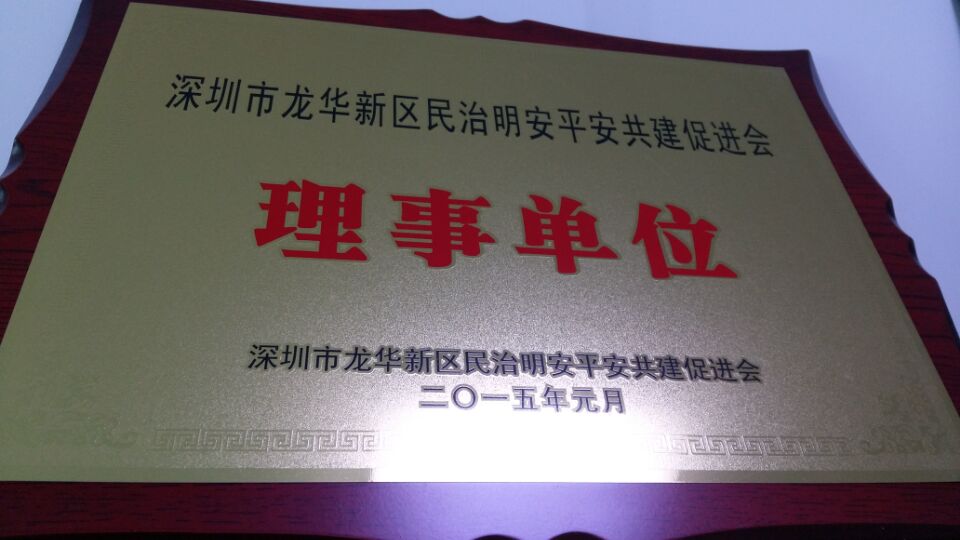 深圳市龙华新区民治明安平安共建促进会
理事单位
深圳市龙华新区民治明安平安共建促进会
二〇一五年元月